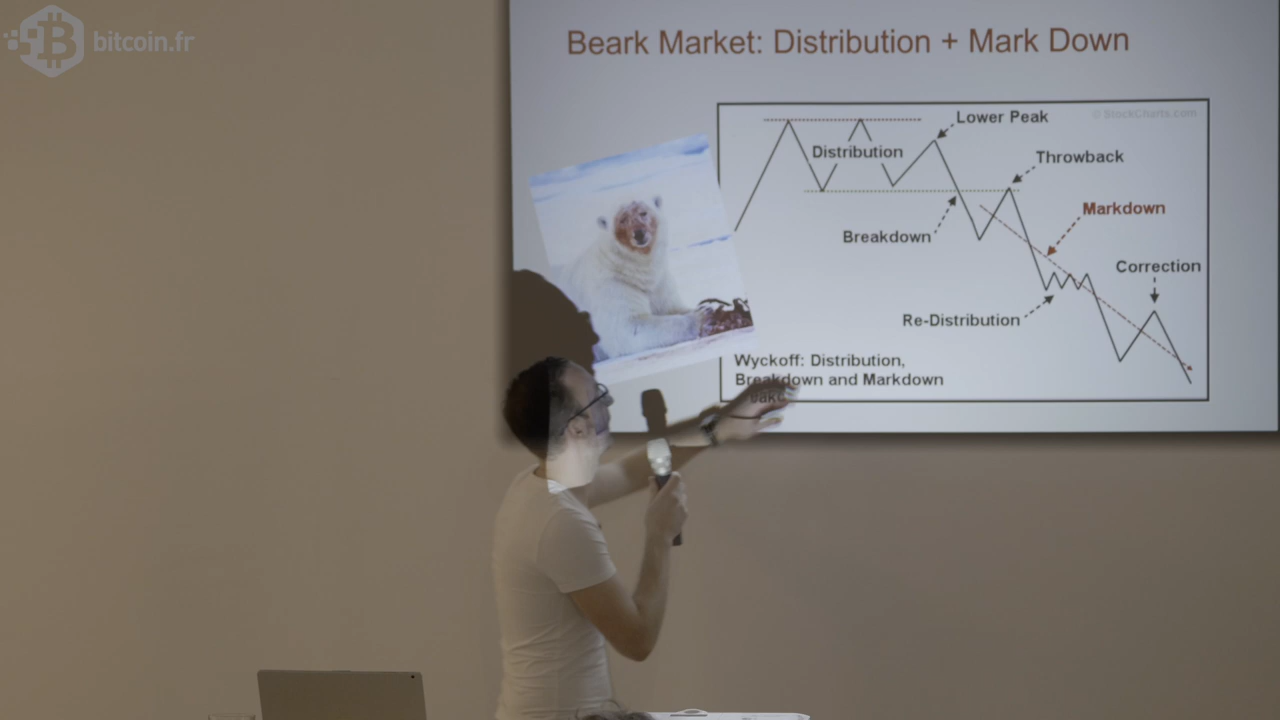 bitcoin.fr
Beark Market: Distribution + Mark Down
© StockCharts.com
Lower Peak
Distribution
Throwback
Markdown
Breakdown
Correction
Re-Distribution
Wyckoff: Distribution,
Breakdown and Markdown